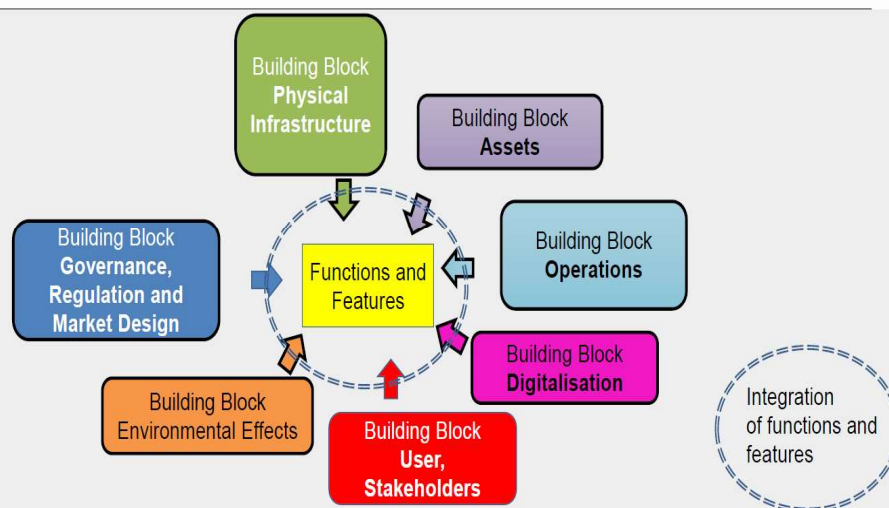 Building Block
Physical
Infrastructure
Building Block
Assets
Building Block
Governance,
Regulation and
Market Design
Functions and
Features
Building Block
Operations
Building Block
Digitalisation
Building Block
Environmental Effects
Building Block
User,
Stakeholders
Integration
of functions and
features